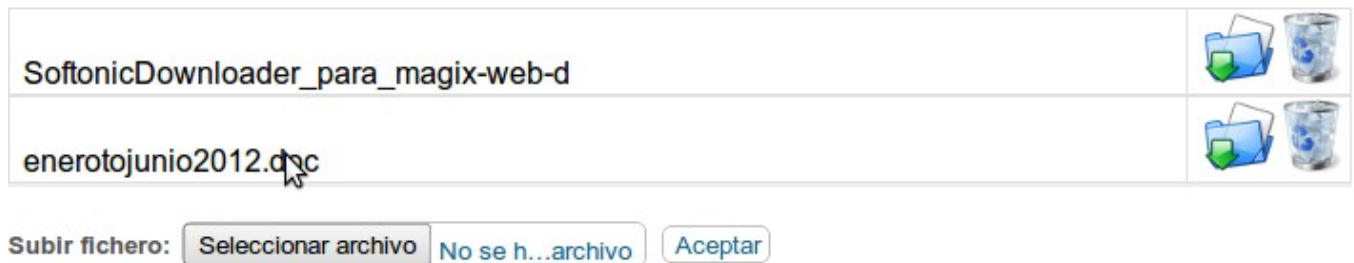 SoftonicDownloader_para_magix-web-d
enerotojunio2012.doc
Subir fichero: Seleccionar archivo No se h...archivo Aceptar